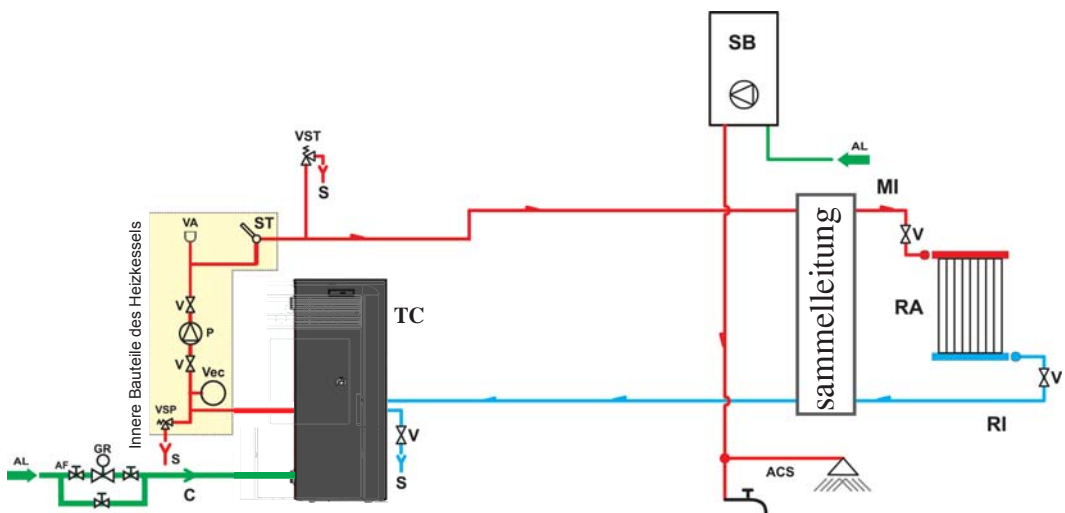 SB
VST
AL
S
MI
VA
ST
V
V
RA
TC
P
V
Vec
V
VSP
V
RI
S
GR
AL
AF
S
C
ACS
Innere Bauteile des Heizkessels
sammelleitung